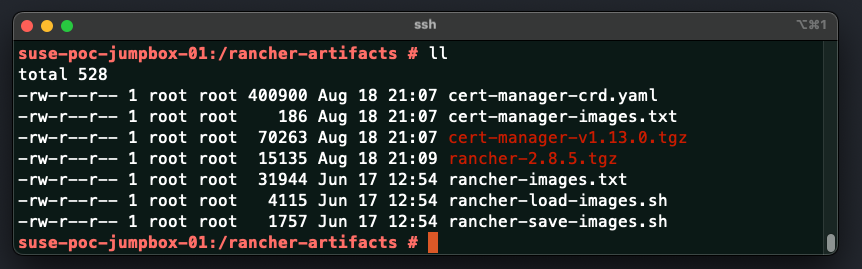 ssh
⌥⌘1
suse-poc-jumpbox-01:/rancher-artifacts # ll
total 528
-rw-r--r-- 1 root root 400900 Aug 18 21:07 cert-manager-crd.yaml
-rw-r--r-- 1 root root    186 Aug 18 21:07 cert-manager-images.txt
-rw-r--r-- 1 root root  70263 Aug 18 21:07 cert-manager-v1.13.0.tgz
-rw-r--r-- 1 root root  15135 Aug 18 21:09 rancher-2.8.5.tgz
-rw-r--r-- 1 root root  31944 Jun 17 12:54 rancher-images.txt
-rw-r--r-- 1 root root   4115 Jun 17 12:54 rancher-load-images.sh
-rw-r--r-- 1 root root   1757 Jun 17 12:54 rancher-save-images.sh
suse-poc-jumpbox-01:/rancher-artifacts #